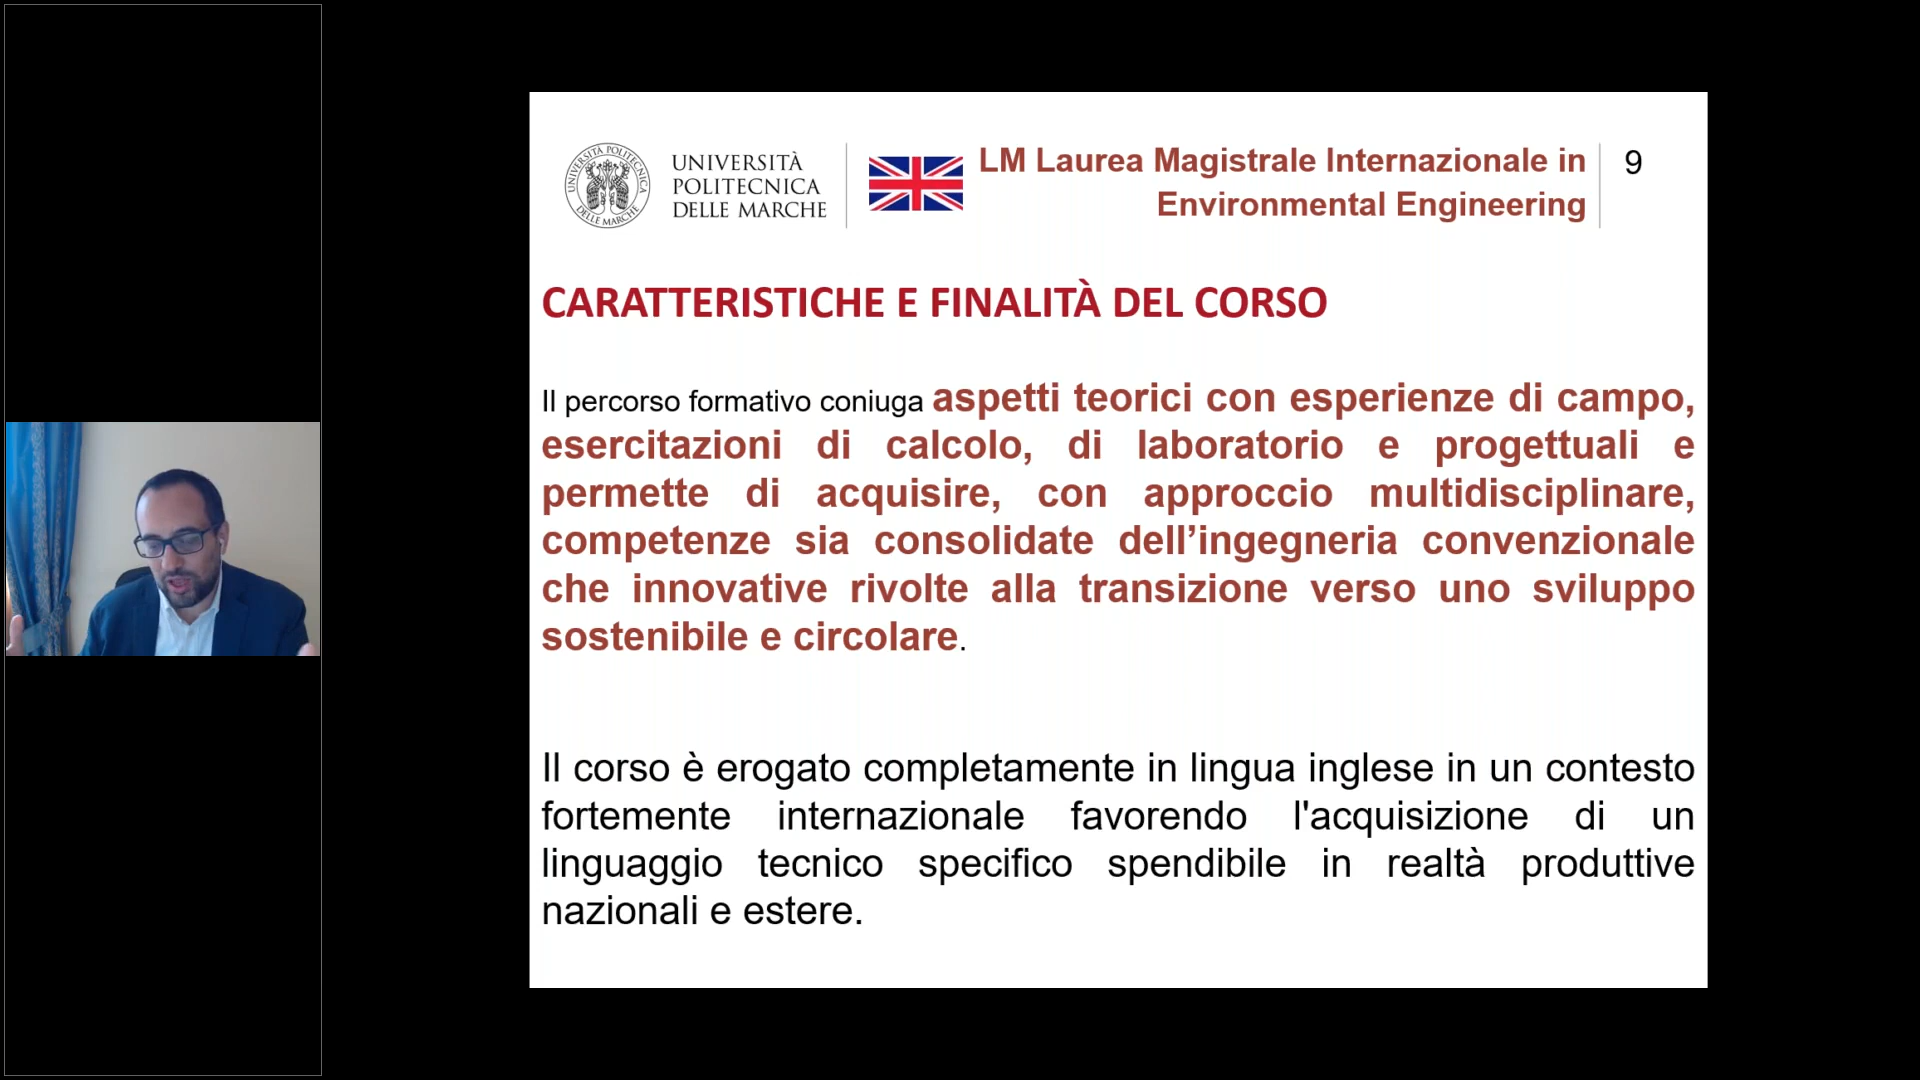 UNIVERSITÀ POLITECNICA
DELLE MARCHE
UNIVERSITÀ
POLITECNICA
DELLE MARCHE
LM Laurea Magistrale Internazionale in
Environmental Engineering
9
CARATTERISTICHE E FINALITÀ DEL CORSO
Il percorso formativo coniuga aspetti teorici con esperienze di campo,
esercitazioni di calcolo, di laboratorio e progettuali e
permette di acquisire, con approccio multidisciplinare,
competenze sia consolidate dell’ingegneria convenzionale
che innovative rivolte alla transizione verso uno sviluppo
sostenibile e circolare.
Il corso è erogato completamente in lingua inglese in un contesto
fortemente internazionale favorendo l'acquisizione di un
linguaggio tecnico specifico spendibile in realtà produttive
nazionali e estere.